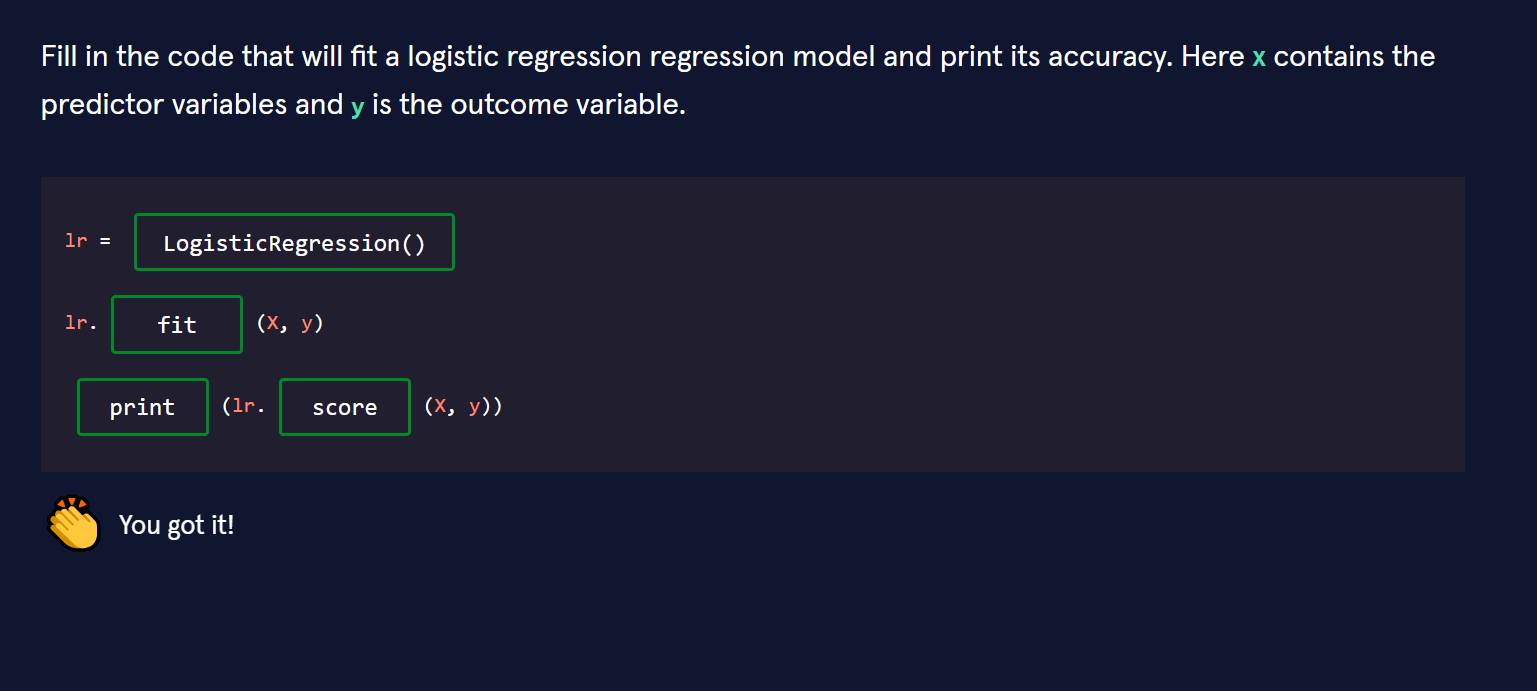 Fill in the code that will fit a logistic regression regression model and print its accuracy. Here x contains the
predictor variables and y is the outcome variable.
lr = LogisticRegression()
lr. fit (X, y)
print (lr. score (X, y))
You got it!